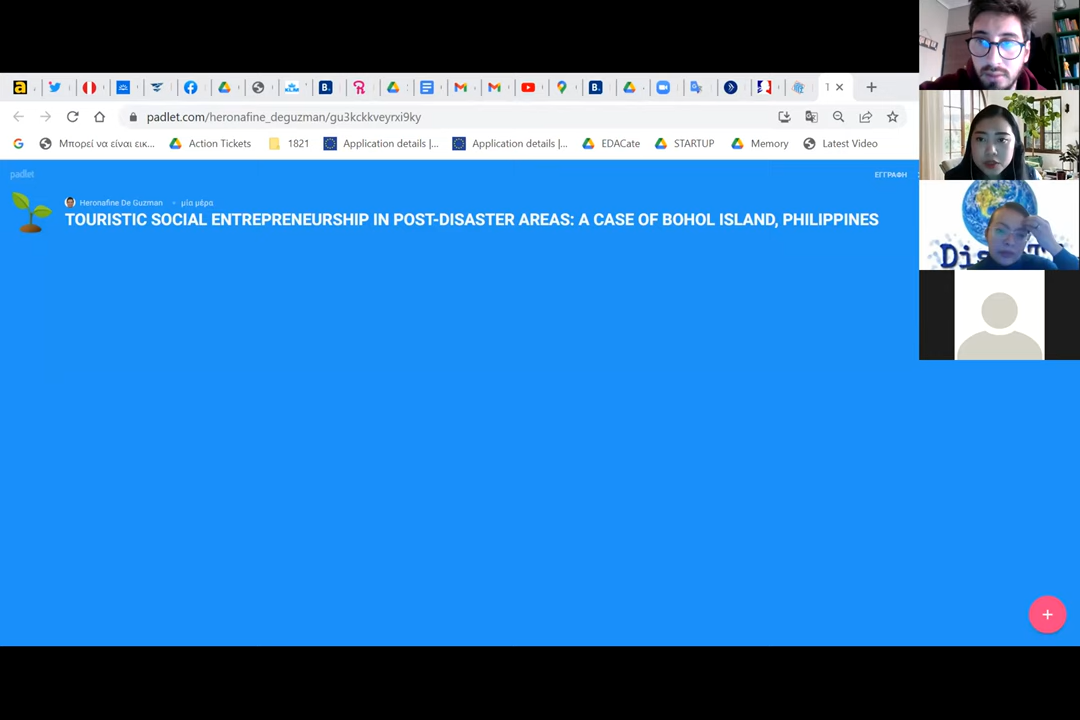 padlet.com/heronafine_deguzman/gu3kckkveyrxi9ky
Μπορεί να είναι εικ... Action Tickets 1821 Application details |... Application details |... EDACate STARTUP Memory Latest Video
padlet
ΕΓΓΡΑΦΗ
Heronafine De Guzman μία μέρα
TOURISTIC SOCIAL ENTREPRENEURSHIP IN POST-DISASTER AREAS: A CASE OF BOHOL ISLAND, PHILIPPINES